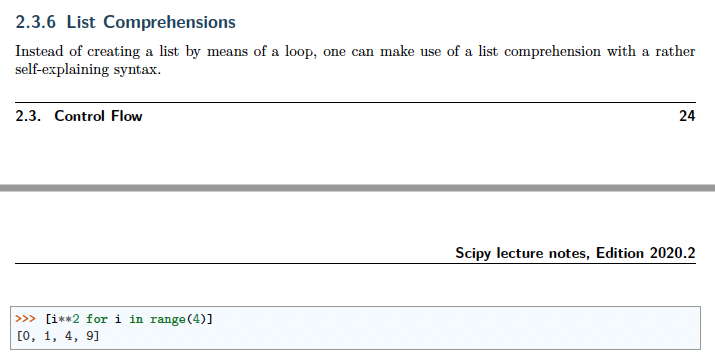 2.3.6 List Comprehensions
Instead of creating a list by means of a loop, one can make use of a list comprehension with a rather
self-explaining syntax.
2.3. Control Flow 24
Scipy lecture notes, Edition 2020.2
>>> [i**2 for i in range(4)]
[0, 1, 4, 9]